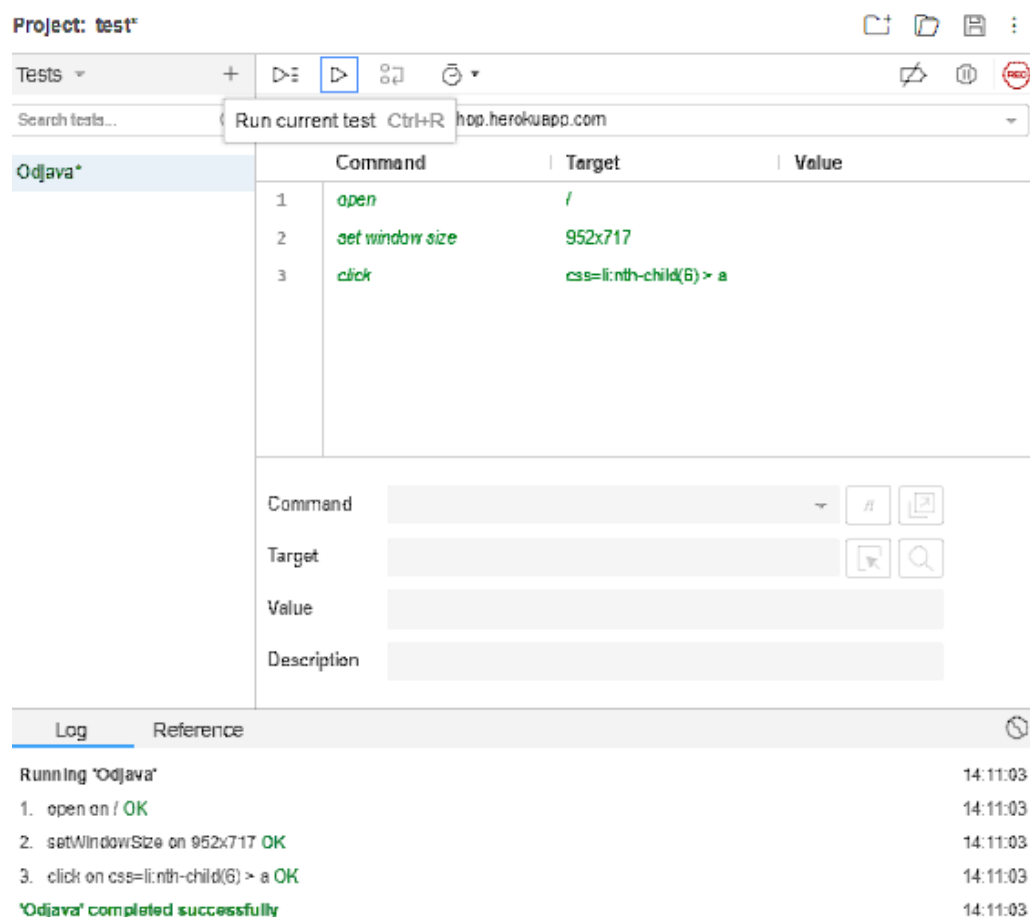 Project: test*
Tests
REC
Search tests...
Run current test Ctrl+R
hop.herokuapp.com
Odjava*
Command Target Value
1 open /
2 set window size 952x717
3 click css=li:nth-child(6) > a
Command
//
Target
Value
Description
Log Reference
Running 'Odjava' 14:11:03
1. open on / OK 14:11:03
2. setWindowSize on 952x717 OK 14:11:03
3. click on css=li:nth-child(6) > a OK 14:11:03
'Odjava' completed successfully 14:11:03